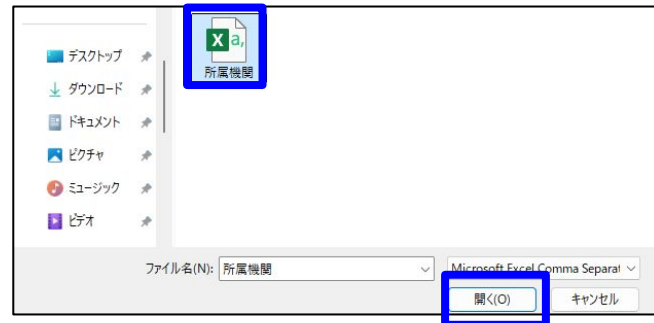 デスクトップ
a,
所属機関
ダウンロード
ドキュメント
ピクチャ
ミュージック
ビデオ
ファイル名(N): 所属機関
Microsoft Excel Comma Separat
開く(O) キャンセル